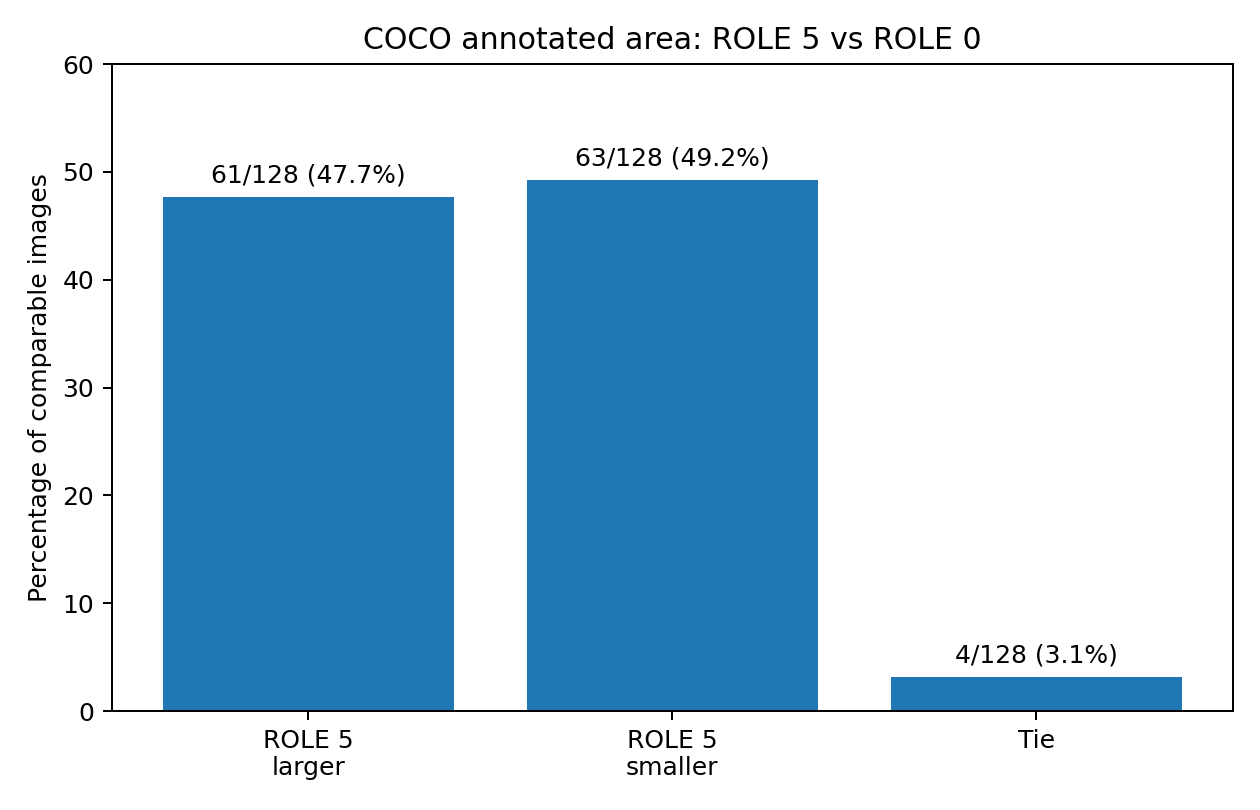 COCO annotated area: ROLE 5 vs ROLE 0
Percentage of comparable images
60
50
40
30
20
10
0
61/128 (47.7%)
63/128 (49.2%)
4/128 (3.1%)
ROLE 5
larger
ROLE 5
smaller
Tie